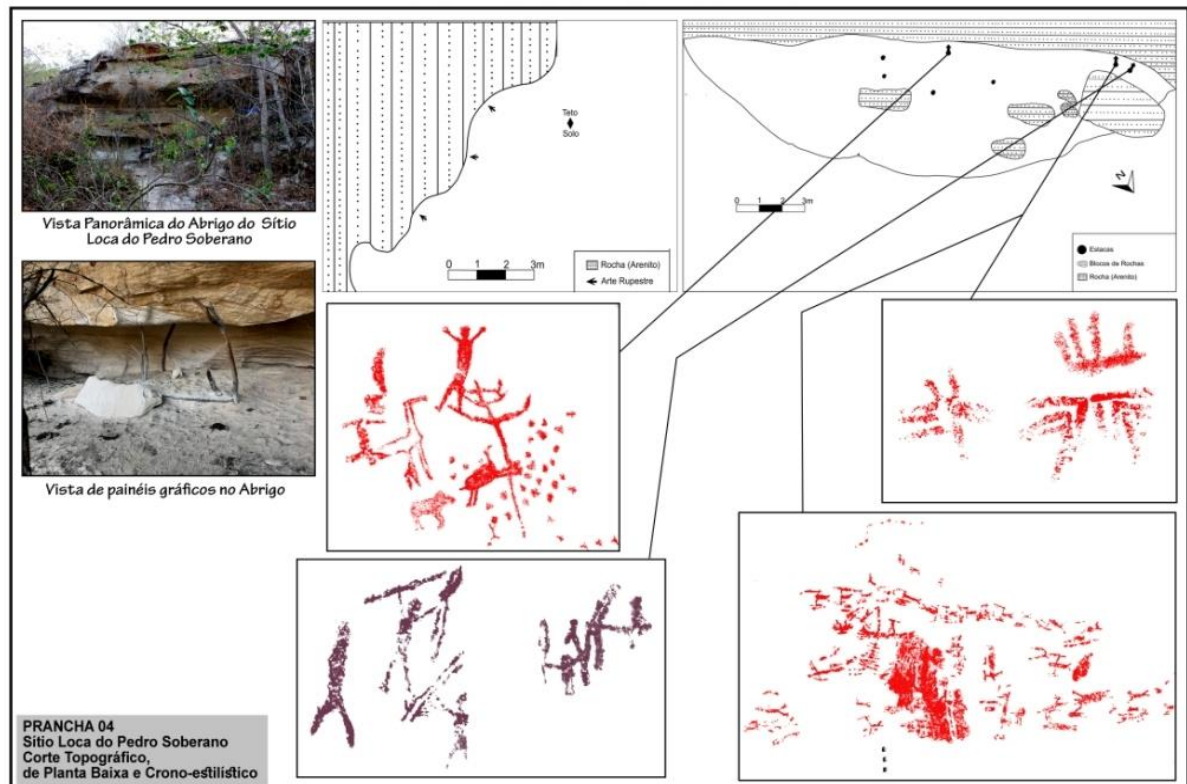 Vista Panorâmica do Abrigo do Sítio
Loca do Pedro Soberano
Vista de painéis gráficos no Abrigo
Teto
Solo
0 1 2 3m
Rocha (Arenito)
Arte Rupestre
0 1 2 3m
N
Estacas
Blocos de Rochas
Rocha (Arenito)
PRANCHA 04
Sítio Loca do Pedro Soberano
Corte Topográfico,
de Planta Baixa e Crono-estilístico